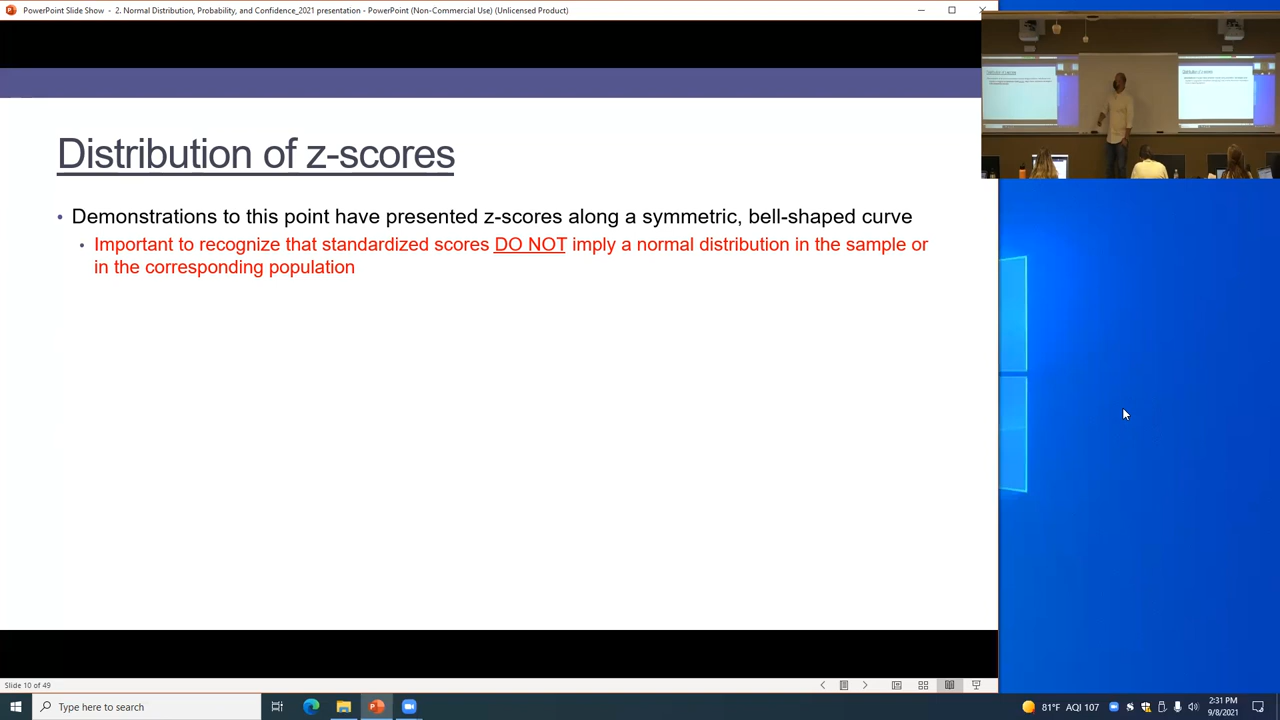 PowerPoint Slide Show - 2. Normal Distribution, Probability, and Confidence_2021 presentation - PowerPoint (Non-Commercial Use) (Unlicensed Product)
Distribution of z-scores
• Demonstrations to this point have presented z-scores along a symmetric, bell-shaped curve
• Important to recognize that standardized scores DO NOT imply a normal distribution in the sample or
in the corresponding population
Slide 10 of 49
Type here to search
81°F AQI 107
2:31 PM
9/8/2021